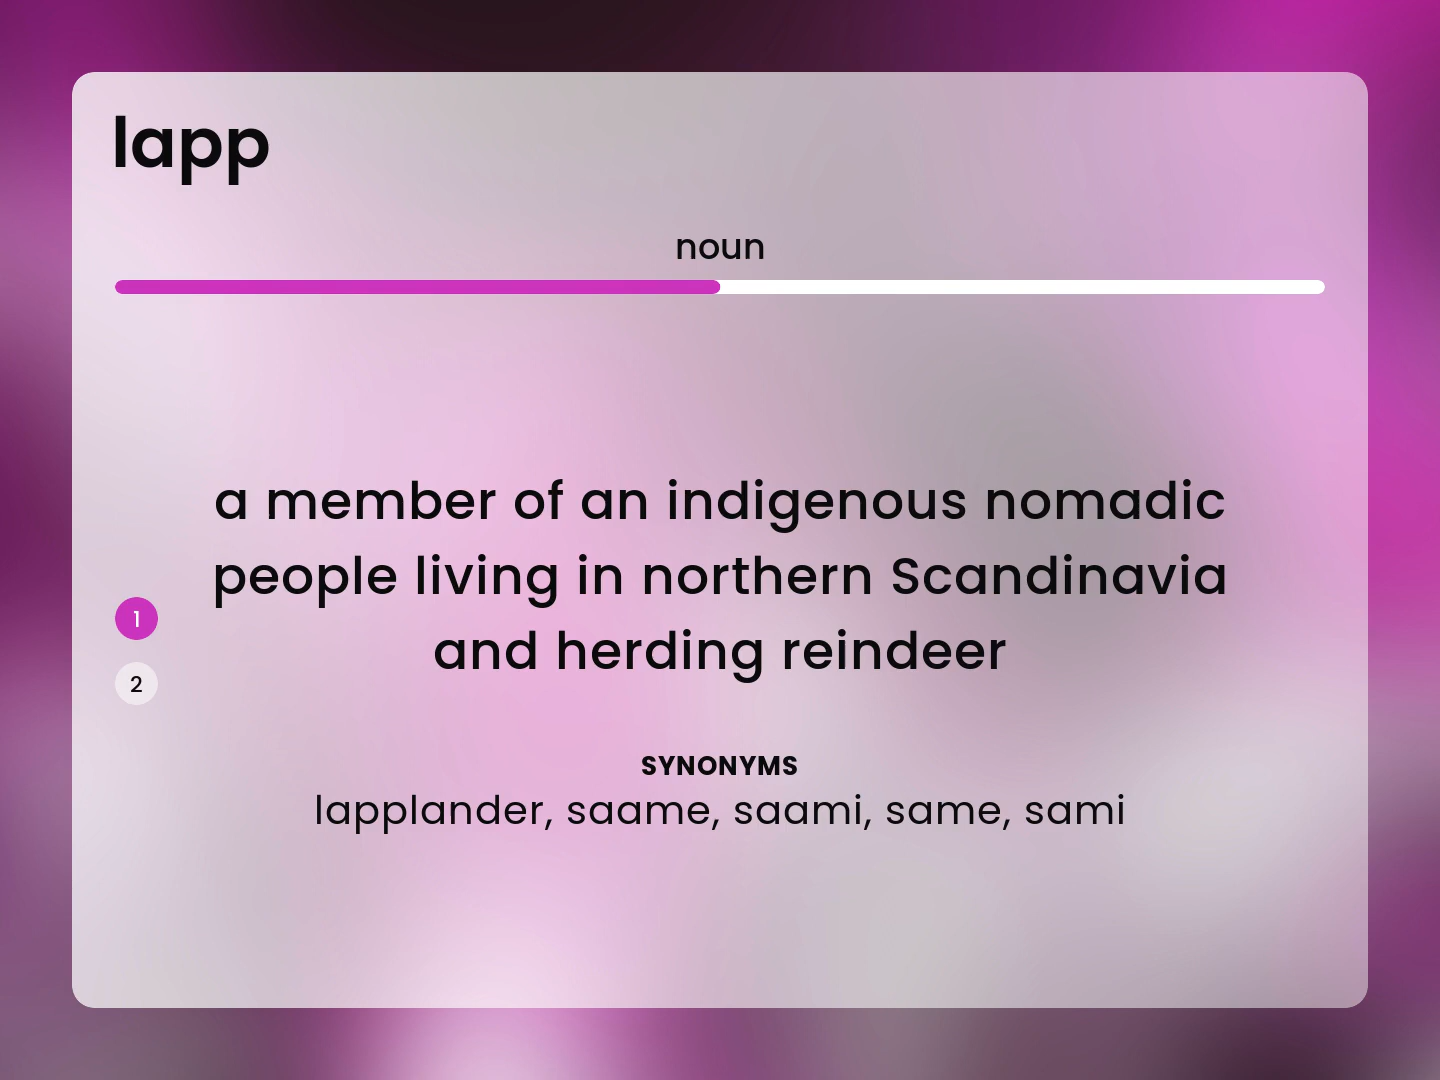 lapp
noun
a member of an indigenous nomadic
people living in northern Scandinavia
and herding reindeer
1
2
SYNONYMS
lapplander, saame, saami, same, sami